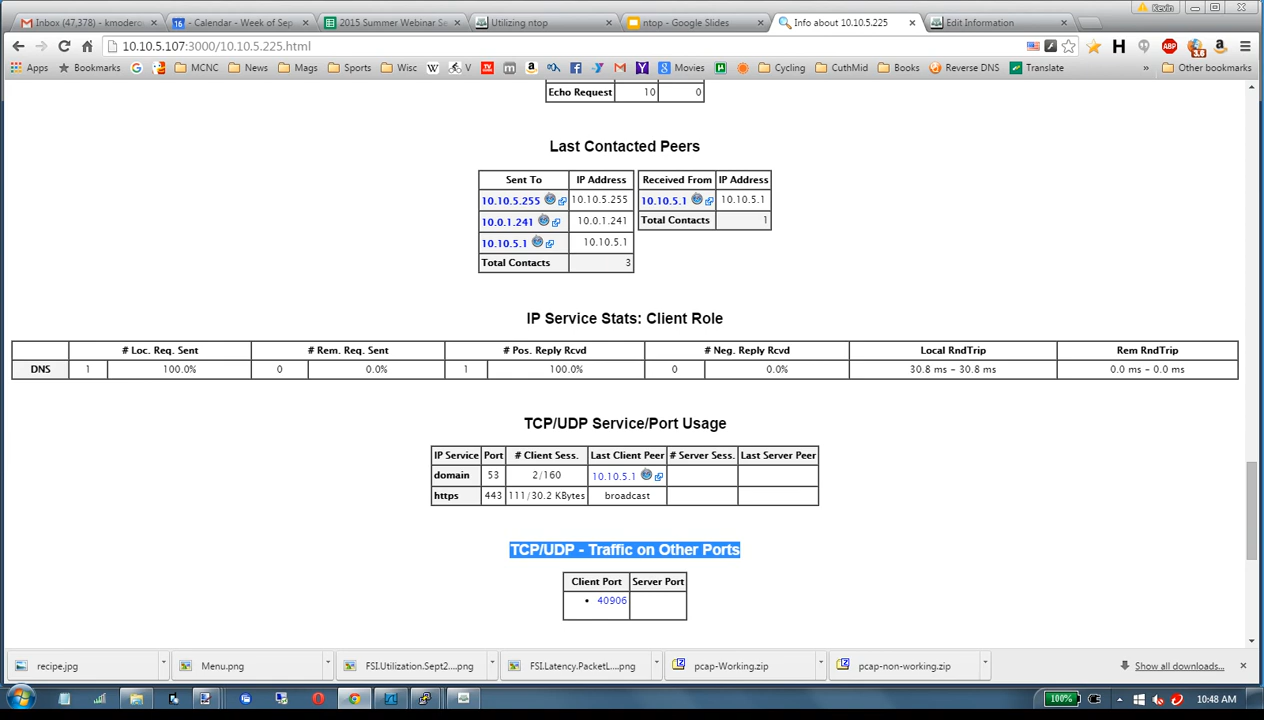 Kevin
Inbox (47,378) - kmoderou
Calendar - Week of Sep
2015 Summer Webinar Se
Utilizing ntop
ntop - Google Slides
Info about 10.10.5.225
Edit Information
10.10.5.107:3000/10.10.5.225.html
Apps
Bookmarks
MCNC
News
Mags
Sports
Wisc
Movies
Cycling
CuthMid
Books
Reverse DNS
Translate
»
Other bookmarks
Echo Request 10 0
Last Contacted Peers
Sent To IP Address Received From IP Address
10.10.5.255 10.10.5.255 10.10.5.1 10.10.5.1
10.0.1.241 10.0.1.241 Total Contacts 1
10.10.5.1 10.10.5.1
Total Contacts 3
IP Service Stats: Client Role
# Loc. Req. Sent # Rem. Req. Sent # Pos. Reply Rcvd # Neg. Reply Rcvd Local RndTrip Rem RndTrip
DNS 1 100.0% 0 0.0% 1 100.0% 0 0.0% 30.8 ms - 30.8 ms 0.0 ms - 0.0 ms
TCP/UDP Service/Port Usage
IP Service Port # Client Sess. Last Client Peer # Server Sess. Last Server Peer
domain 53 2/160 10.10.5.1
https 443 111/30.2 KBytes broadcast
TCP/UDP - Traffic on Other Ports
Client Port Server Port
• 40906
recipe.jpg
Menu.png
FSI.Utilization.Sept2....png
FSI.Latency.PacketL....png
pcap-Working.zip
pcap-non-working.zip
Show all downloads...
100%
10:48 AM